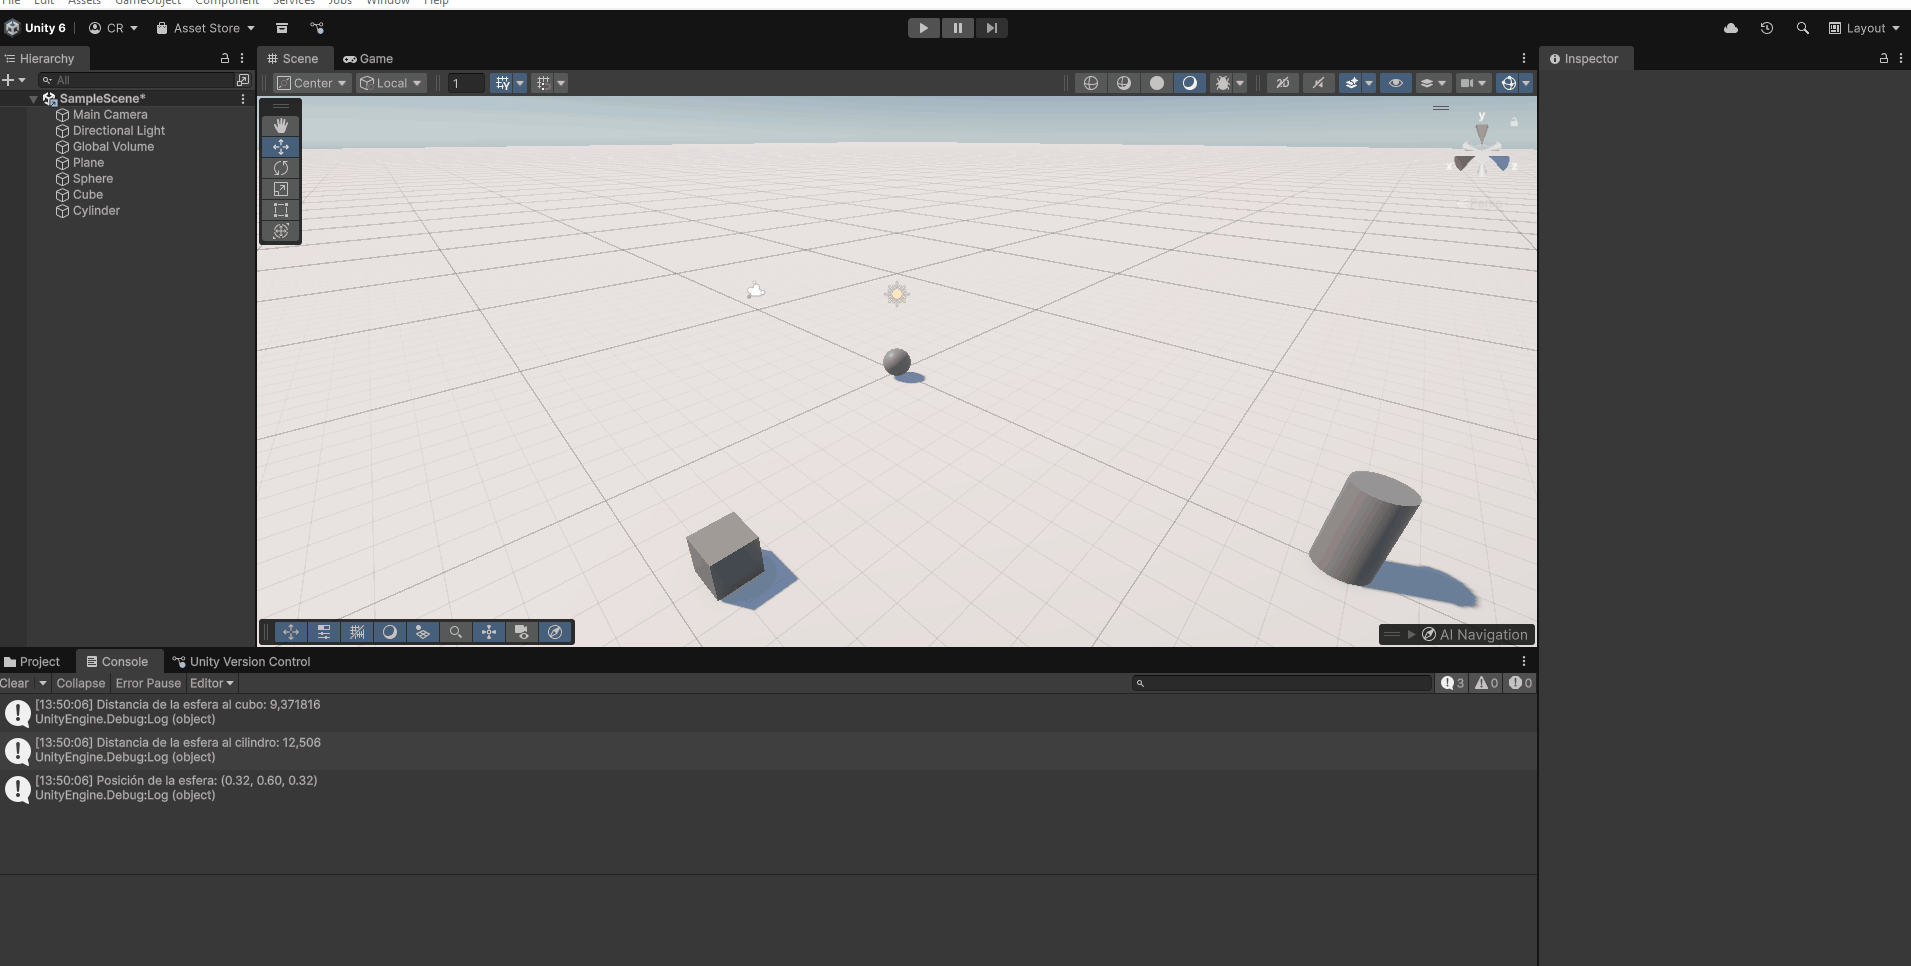 File Edit Assets GameObject Component Services Jobs Window Help
Unity 6 CR Asset Store Layout
Hierarchy
Scene Game
Inspector
All
Center Local 1 2D
SampleScene*
Main Camera
Directional Light
Global Volume
Plane
Sphere
Cube
Cylinder
y
x z
Persp
AI Navigation
Project Console Unity Version Control
Clear Collapse Error Pause Editor 3 0 0
[13:50:06] Distancia de la esfera al cubo: 9,371816
UnityEngine.Debug:Log (object)
[13:50:06] Distancia de la esfera al cilindro: 12,506
UnityEngine.Debug:Log (object)
[13:50:06] Posición de la esfera: (0.32, 0.60, 0.32)
UnityEngine.Debug:Log (object)